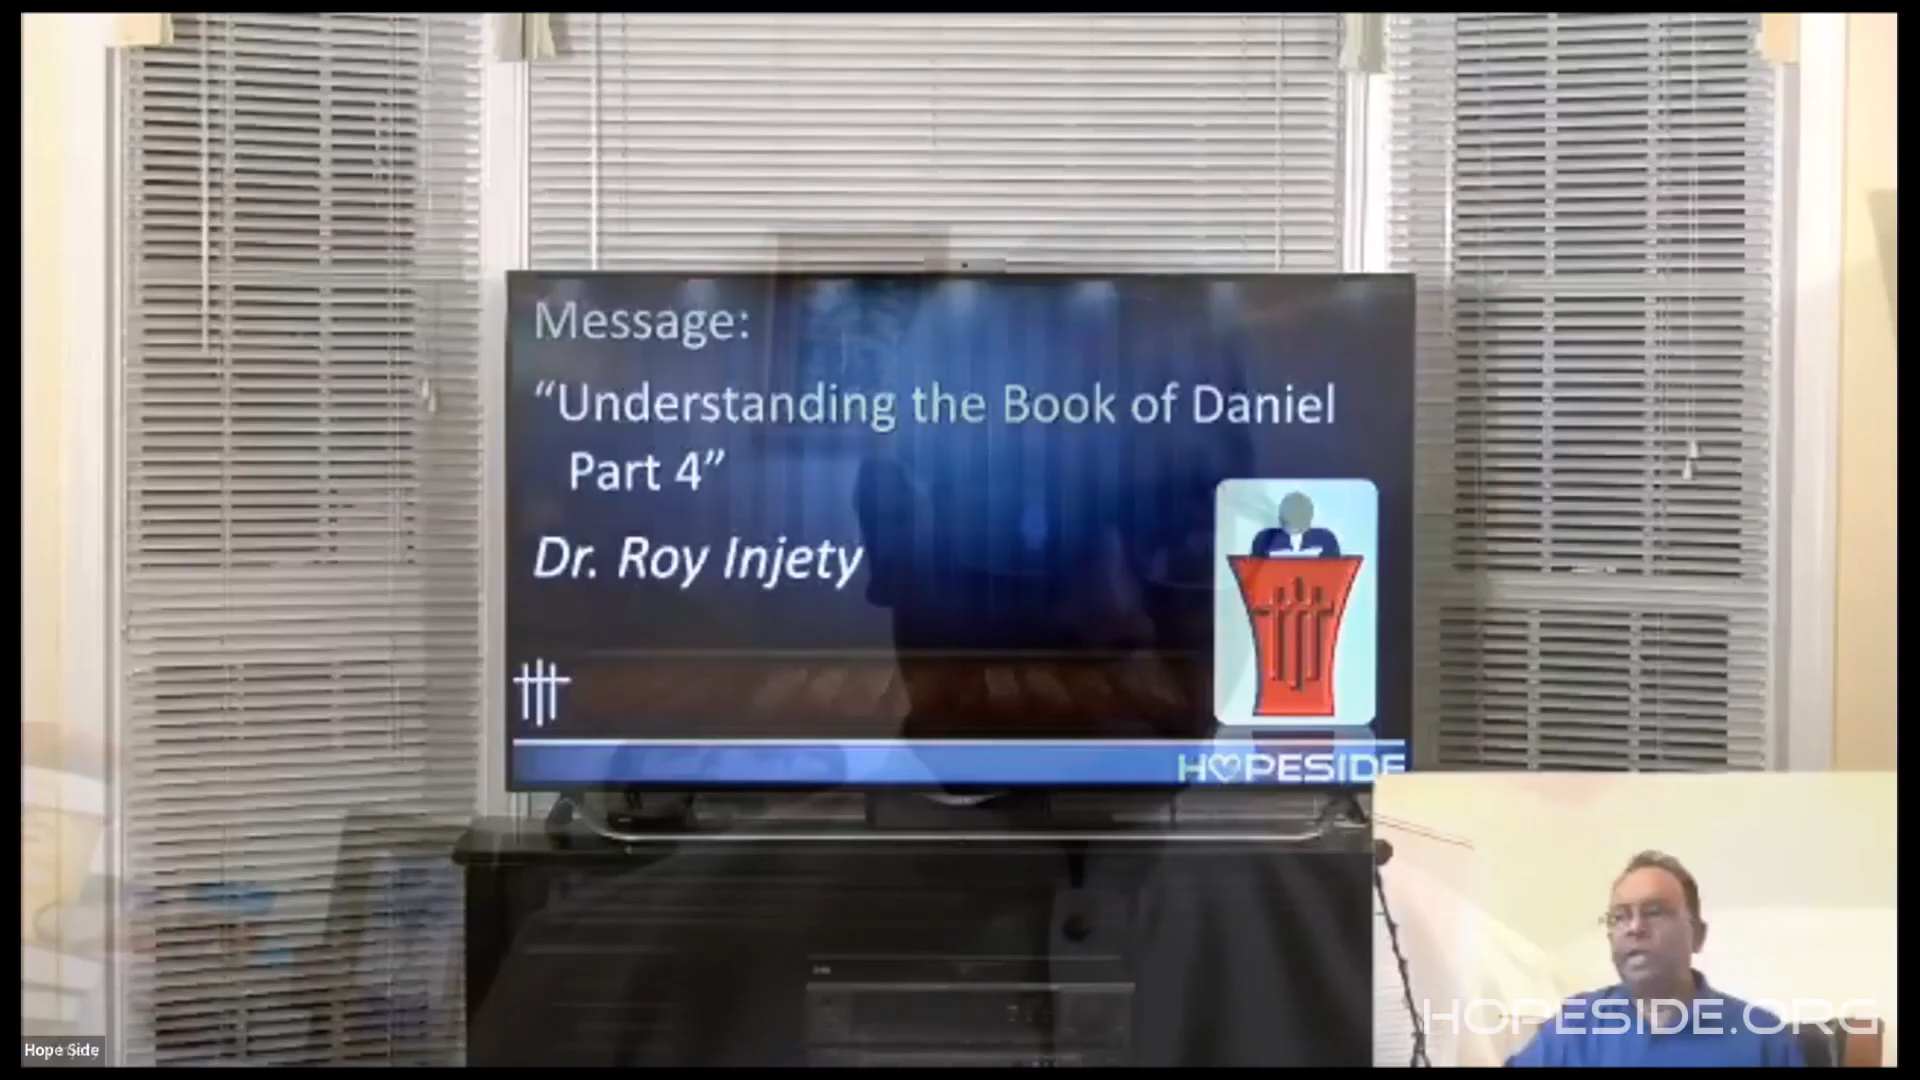 Message:
“Understanding the Book of Daniel
Part 4”
Dr. Roy Injety
HOPESIDE
HOPESIDE.ORG
Hope Side